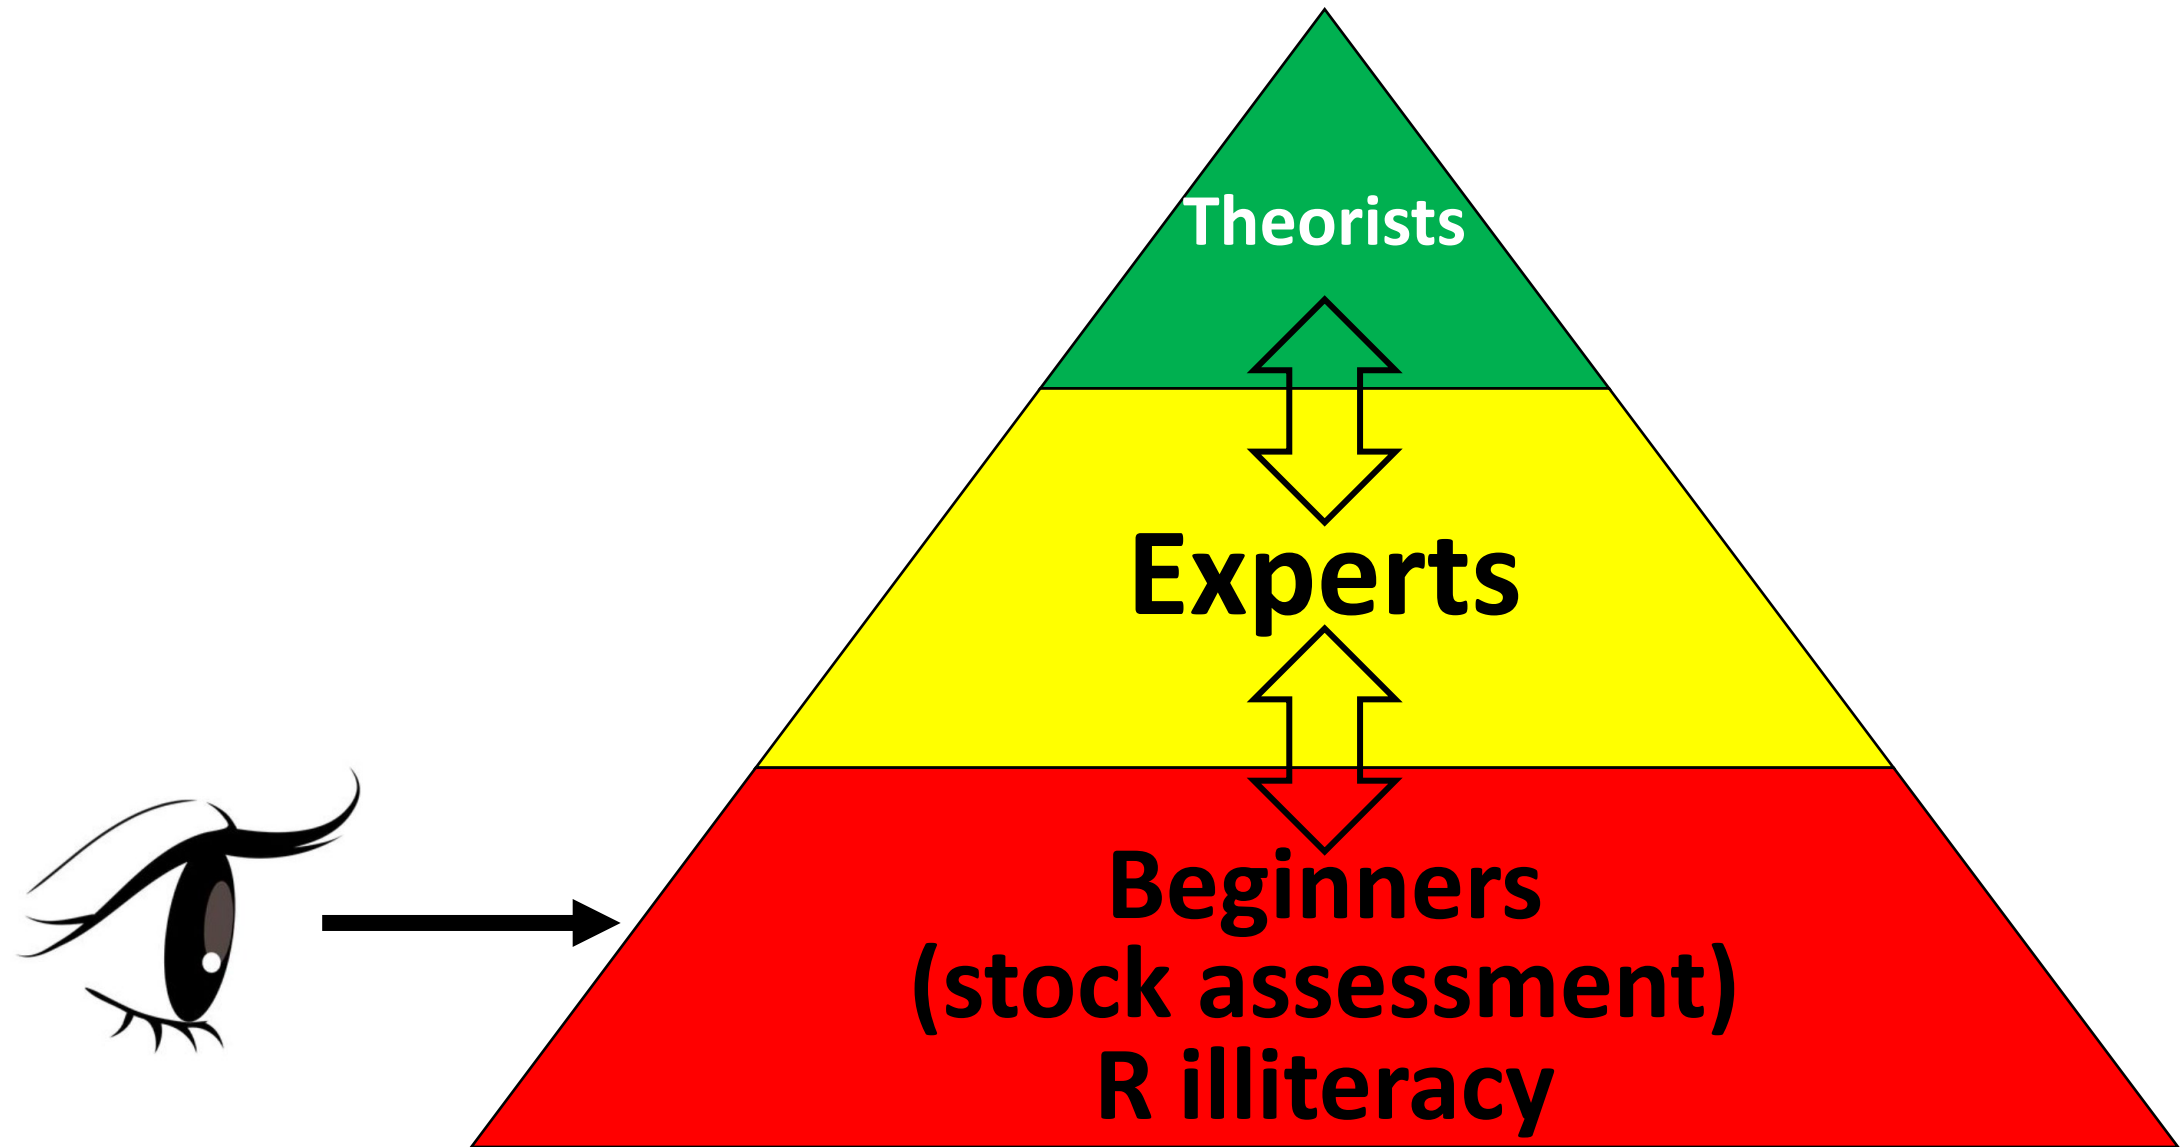 Theorists
Experts
Beginners
(stock assessment)
R illiteracy